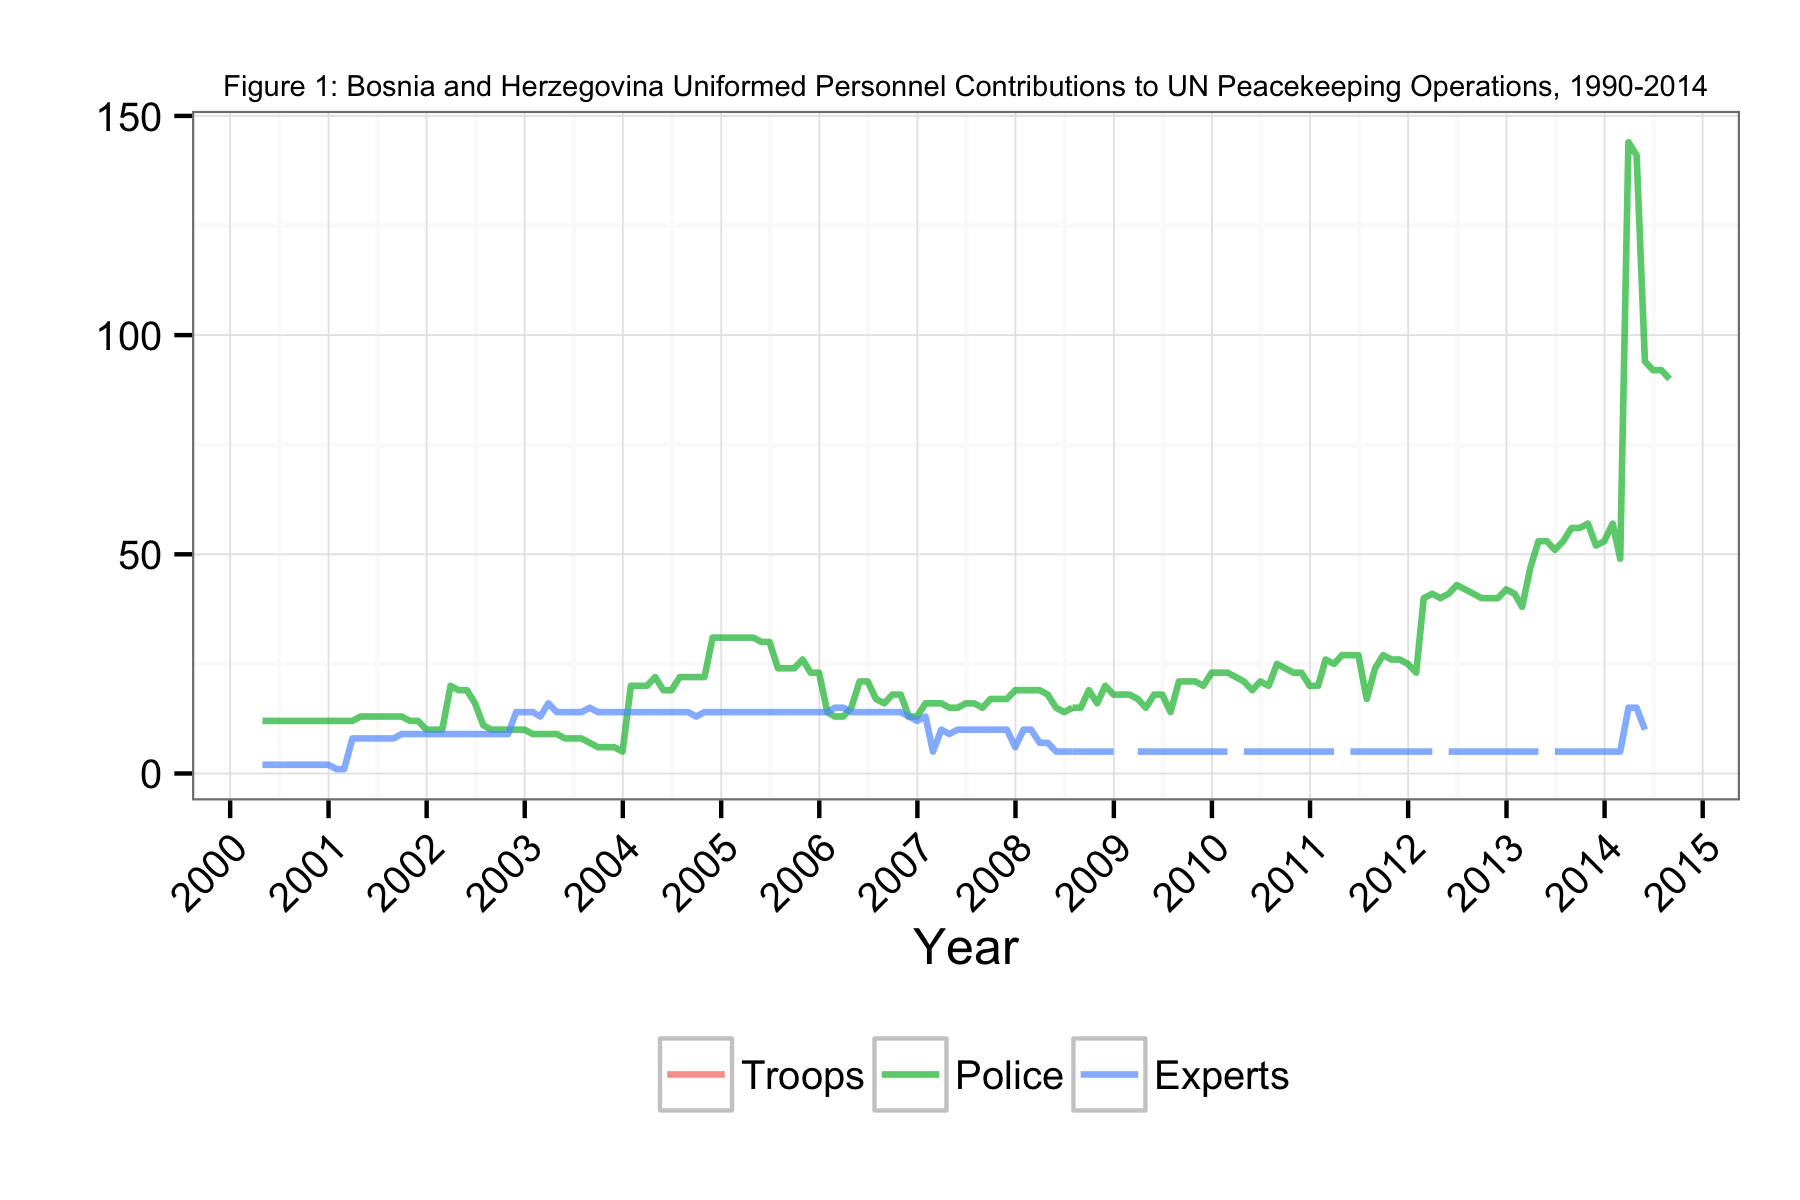 Figure 1: Bosnia and Herzegovina Uniformed Personnel Contributions to UN Peacekeeping Operations, 1990-2014
150
100
50
0
2000 2001 2002 2003 2004 2005 2006 2007 2008 2009 2010 2011 2012 2013 2014 2015
Year
Troops Police Experts